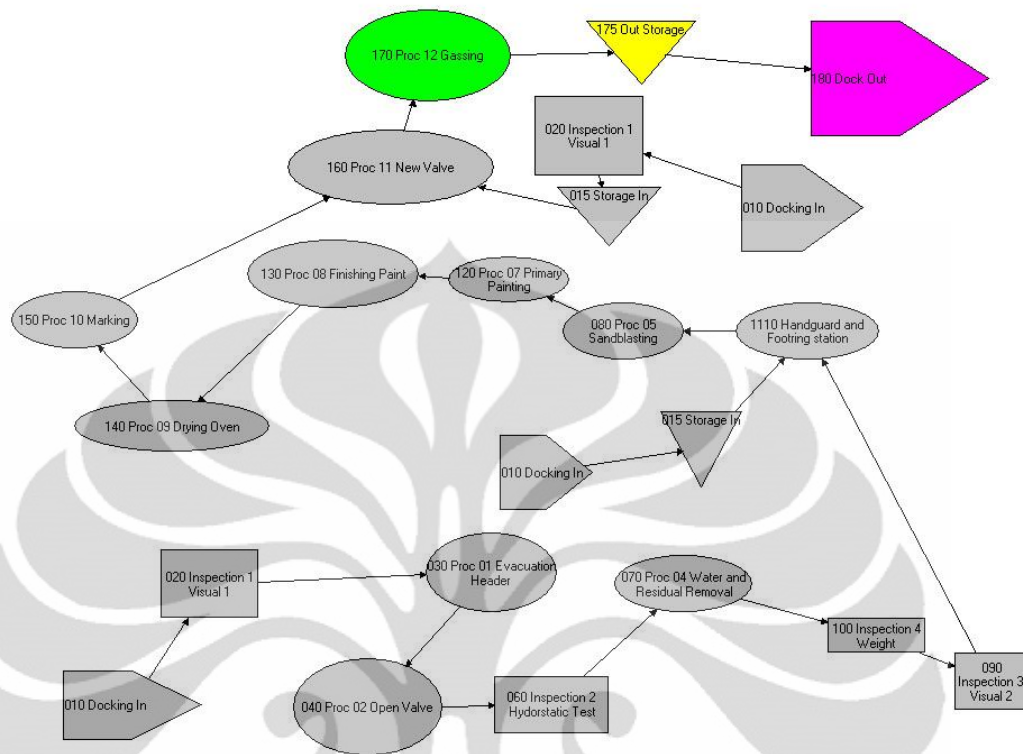 170 Proc 12 Gassing
175 Out Storage
180 Dock Out
020 Inspection 1
Visual 1
160 Proc 11 New Valve
015 Storage In
010 Docking In
130 Proc 08 Finishing Paint
120 Proc 07 Primary
Painting
150 Proc 10 Marking
080 Proc 05
Sandblasting
1110 Handguard and
Footring station
140 Proc 09 Drying Oven
015 Storage In
010 Docking In
020 Inspection 1
Visual 1
030 Proc 01 Evacuation
Header
070 Proc 04 Water and
Residual Removal
100 Inspection 4
Weight
090
Inspection 3
Visual 2
010 Docking In
040 Proc 02 Open Valve
060 Inspection 2
Hydorstatic Test